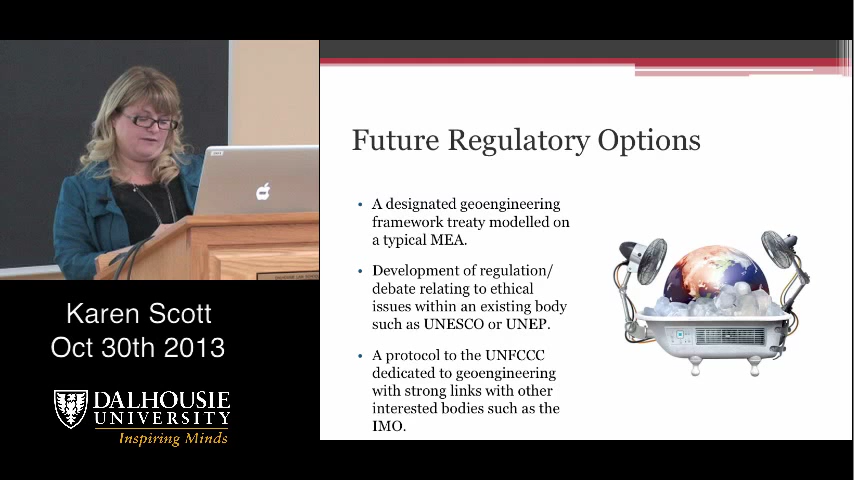 Future Regulatory Options
• A designated geoengineering
framework treaty modelled on
a typical MEA.
• Development of regulation/
debate relating to ethical
issues within an existing body
such as UNESCO or UNEP.
• A protocol to the UNFCCC
dedicated to geoengineering
with strong links with other
interested bodies such as the
IMO.
Karen Scott
Oct 30th 2013
DALHOUSIE
UNIVERSITY
Inspiring Minds